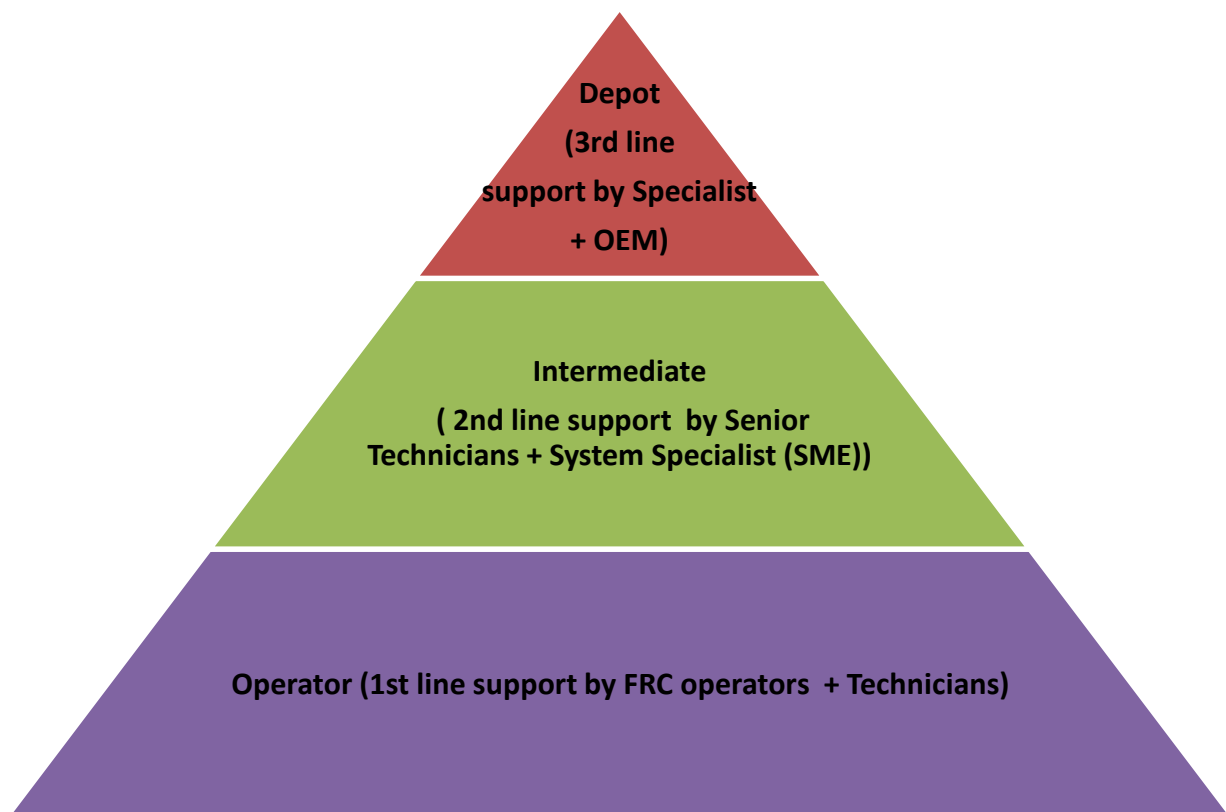 Depot
(3rd line
support by Specialist
+ OEM)
Intermediate
( 2nd line support  by Senior
Technicians + System Specialist (SME))
Operator (1st line support by FRC operators  + Technicians)